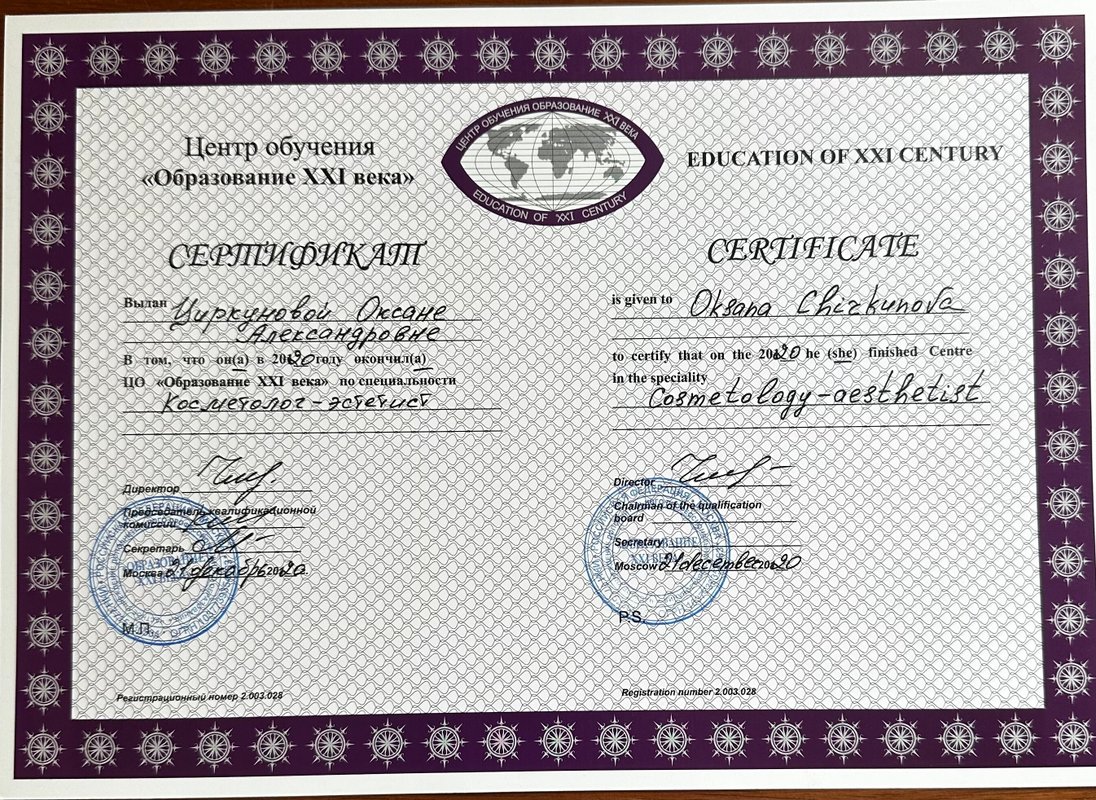 ЦЕНТР ОБУЧЕНИЯ ОБРАЗОВАНИЕ XXI ВЕКА
EDUCATION OF XXI CENTURY
Центр обучения
«Образование XXI века»
СЕРТИФИКАТ
Выдан Циркуновой Оксане
Александровне
В том, что он(а) в 2020 году окончил(а)
ЦО «Образование XXI века» по специальности
Косметолог-эстетист
Директор
Председатель квалификационной
комиссии
Секретарь
Москва 21 декабрь 2020
М.П.
Регистрационный номер 2.003.028
EDUCATION OF XXI CENTURY
CERTIFICATE
is given to Oksana Chirkunova
to certify that on the 2020 he (she) finished Centre
in the speciality
Cosmetology-aesthetist
Director
Chairman of the qualification
board
Secretary
Moscow 21 december 2020
P.S.
Registration number 2.003.028